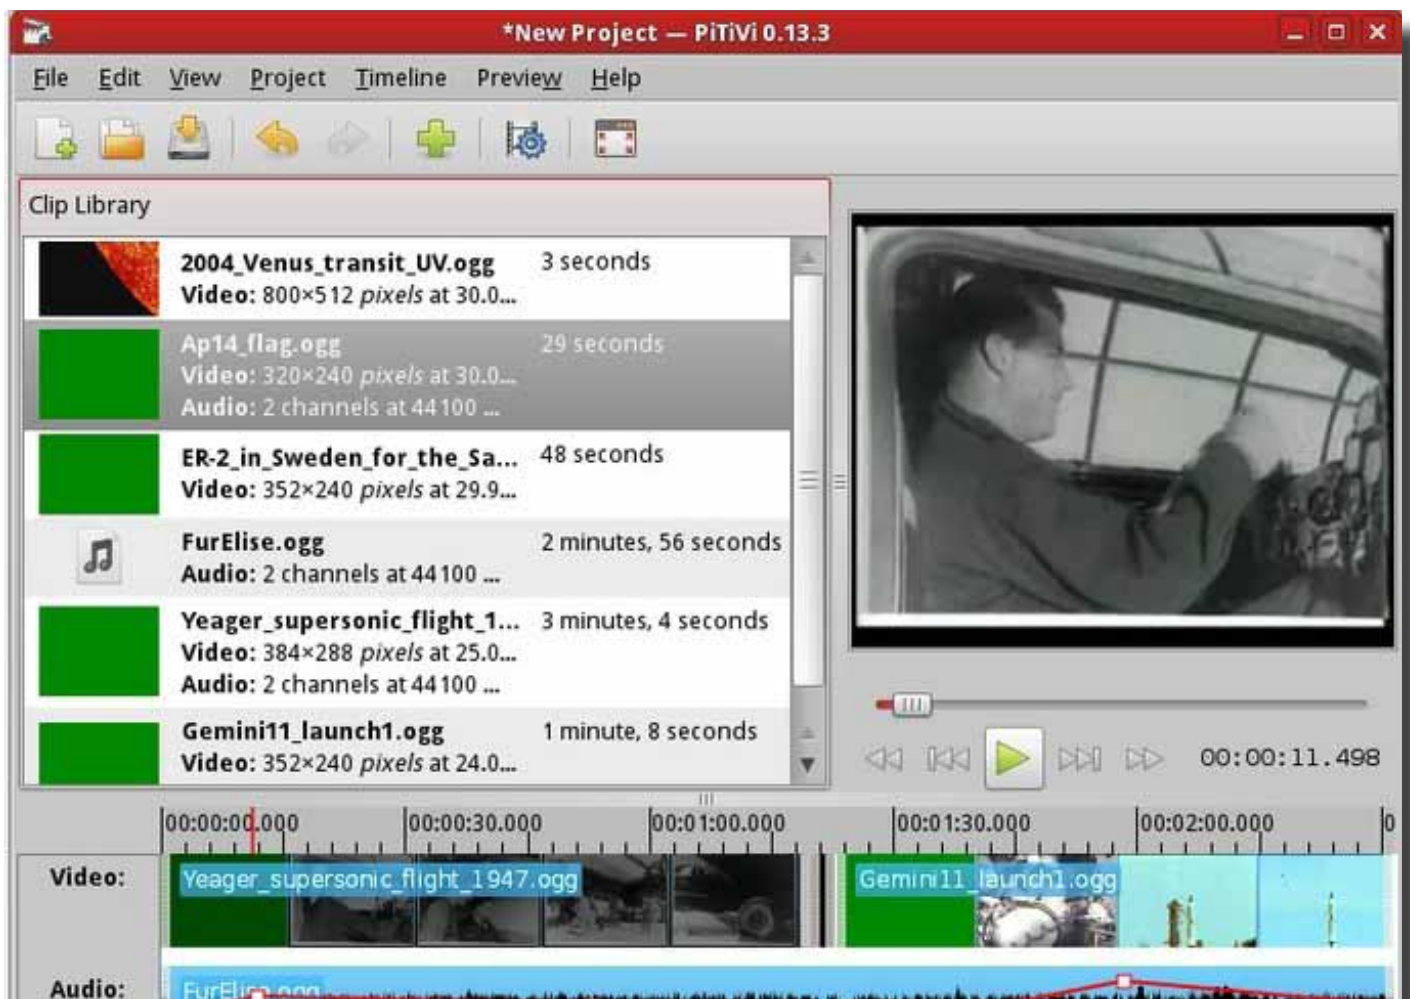 *New Project — PiTiVi 0.13.3
File Edit View Project Timeline Preview Help
Clip Library
2004_Venus_transit_UV.ogg 3 seconds
Video: 800×512 pixels at 30.0...
Ap14_flag.ogg 29 seconds
Video: 320×240 pixels at 30.0...
Audio: 2 channels at 44100 ...
ER-2_in_Sweden_for_the_Sa... 48 seconds
Video: 352×240 pixels at 29.9...
FurElise.ogg 2 minutes, 56 seconds
Audio: 2 channels at 44100 ...
Yeager_supersonic_flight_1... 3 minutes, 4 seconds
Video: 384×288 pixels at 25.0...
Audio: 2 channels at 44100 ...
Gemini11_launch1.ogg 1 minute, 8 seconds
Video: 352×240 pixels at 24.0...
00:00:11.498
00:00:00.000 00:00:30.000 00:01:00.000 00:01:30.000 00:02:00.000 0
Video: Yeager_supersonic_flight_1947.ogg Gemini11_launch1.ogg
Audio: FurElise.ogg